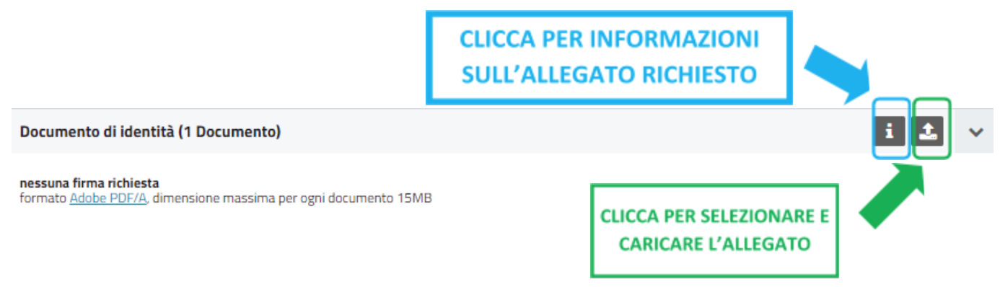 CLICCA PER INFORMAZIONI
SULL'ALLEGATO RICHIESTO
Documento di identità (1 Documento)
i
nessuna firma richiesta
formato Adobe PDF/A, dimensione massima per ogni documento 15MB
CLICCA PER SELEZIONARE E
CARICARE L'ALLEGATO